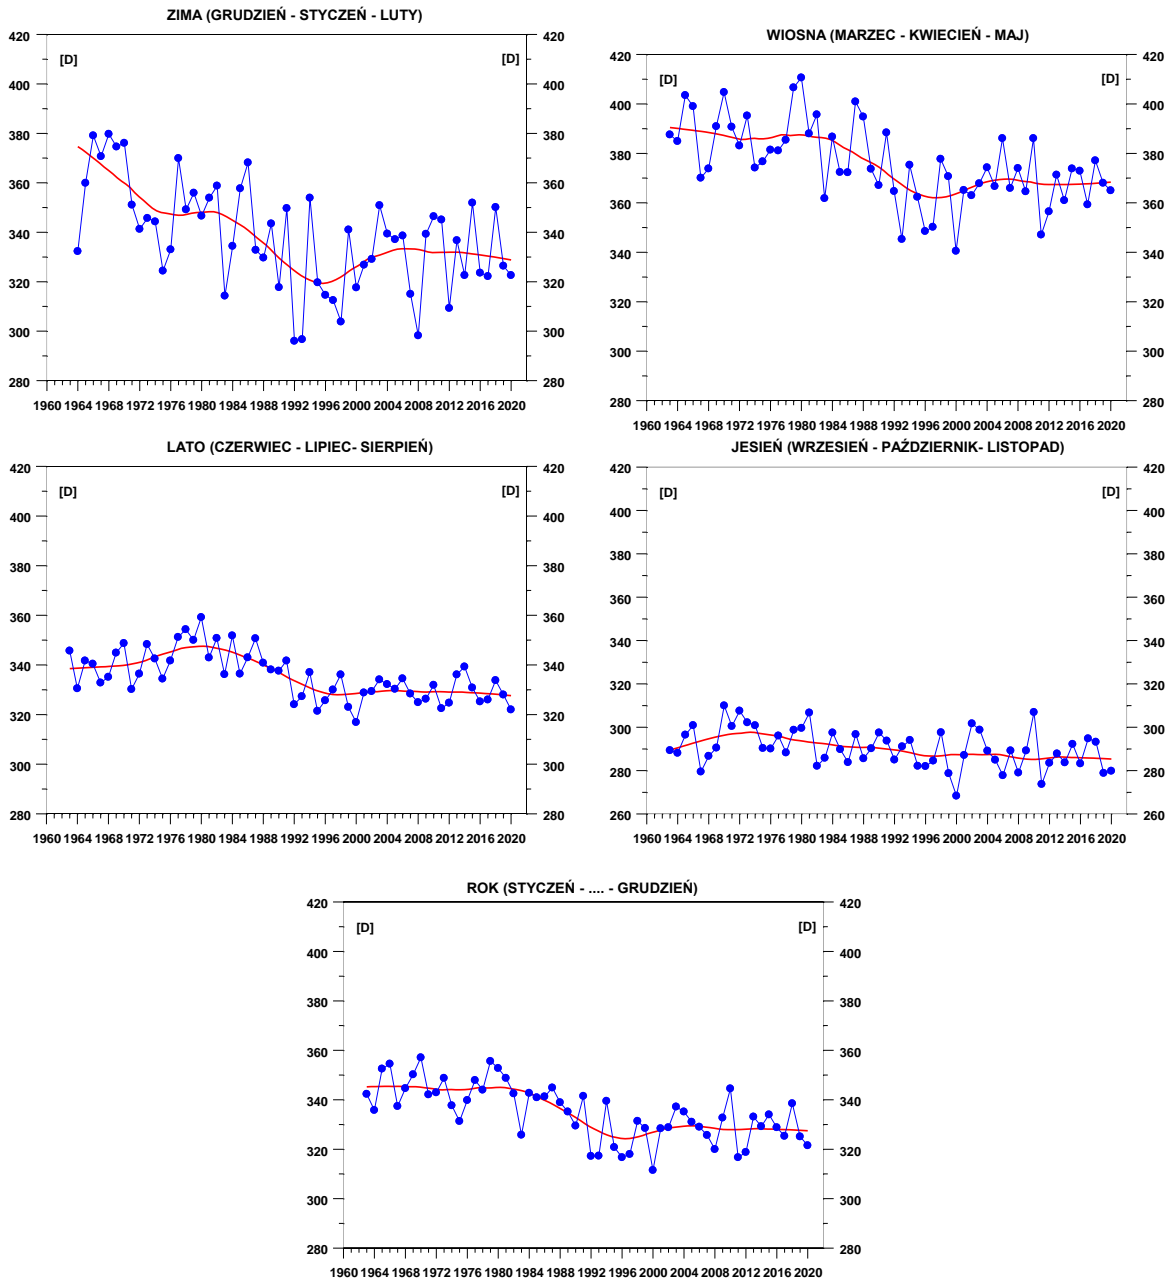 ZIMA (GRUDZIEŃ - STYCZEŃ - LUTY)
420 420
[D] [D]
400 400
380 380
360 360
340 340
320 320
300 300
280 280
1960 1964 1968 1972 1976 1980 1984 1988 1992 1996 2000 2004 2008 2012 2016 2020
WIOSNA (MARZEC - KWIECIEŃ - MAJ)
420 420
[D] [D]
400 400
380 380
360 360
340 340
320 320
300 300
280 280
1960 1964 1968 1972 1976 1980 1984 1988 1992 1996 2000 2004 2008 2012 2016 2020
LATO (CZERWIEC - LIPIEC- SIERPIEŃ)
420 420
[D] [D]
400 400
380 380
360 360
340 340
320 320
300 300
280 280
1960 1964 1968 1972 1976 1980 1984 1988 1992 1996 2000 2004 2008 2012 2016 2020
JESIEŃ (WRZESIEŃ - PAŹDZIERNIK- LISTOPAD)
420 420
[D] [D]
400 400
380 380
360 360
340 340
320 320
300 300
280 280
260 260
1960 1964 1968 1972 1976 1980 1984 1988 1992 1996 2000 2004 2008 2012 2016 2020
ROK (STYCZEŃ - .... - GRUDZIEŃ)
420 420
[D] [D]
400 400
380 380
360 360
340 340
320 320
300 300
280 280
1960 1964 1968 1972 1976 1980 1984 1988 1992 1996 2000 2004 2008 2012 2016 2020